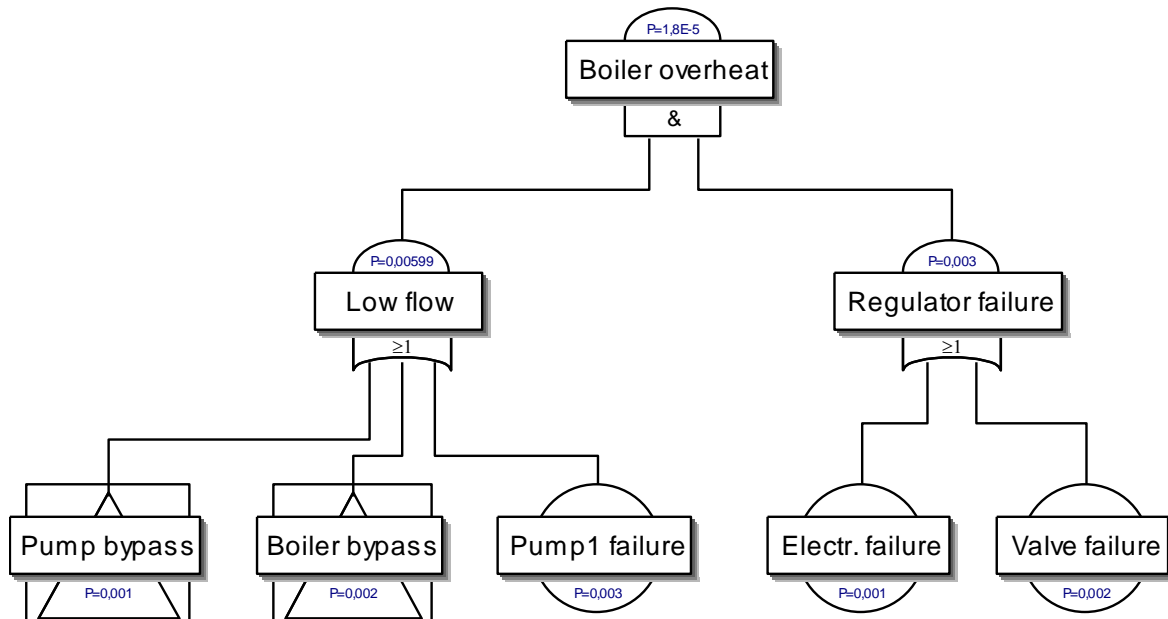 P=1,8E-5
Boiler overheat
&
P=0,00599
Low flow
≥1
P=0,003
Regulator failure
≥1
Pump bypass
P=0,001
Boiler bypass
P=0,002
Pump1 failure
P=0,003
Electr. failure
P=0,001
Valve failure
P=0,002